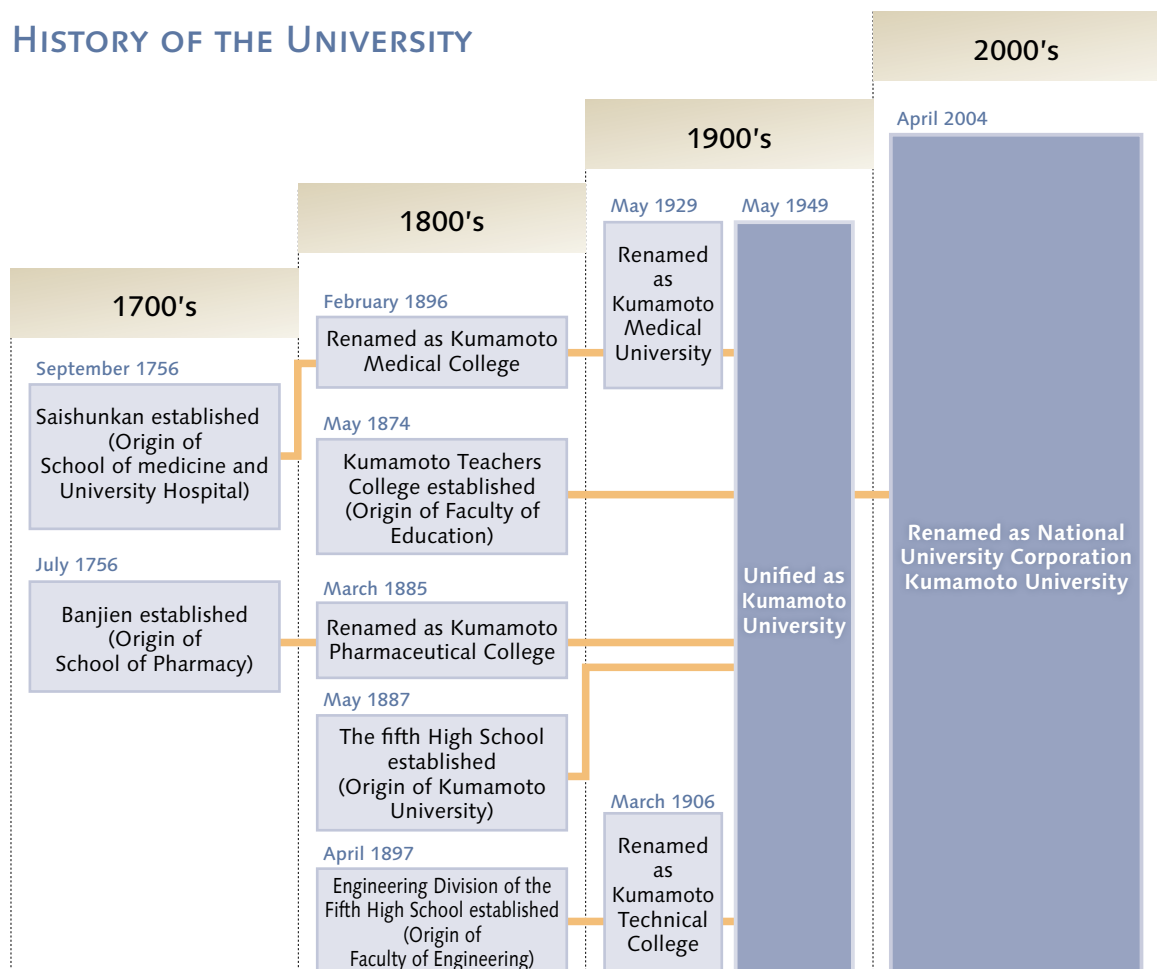 HISTORY OF THE UNIVERSITY
1700's
September 1756
Saishunkan established
(Origin of
School of medicine and
University Hospital)
July 1756
Banjien established
(Origin of
School of Pharmacy)
1800's
February 1896
Renamed as Kumamoto
Medical College
May 1874
Kumamoto Teachers
College established
(Origin of Faculty of
Education)
March 1885
Renamed as Kumamoto
Pharmaceutical College
May 1887
The fifth High School
established
(Origin of Kumamoto
University)
April 1897
Engineering Division of the
Fifth High School established
(Origin of
Faculty of Engineering)
1900's
May 1929
Renamed
as
Kumamoto
Medical
University
March 1906
Renamed
as
Kumamoto
Technical
College
May 1949
Unified as
Kumamoto
University
2000's
April 2004
Renamed as National
University Corporation
Kumamoto University